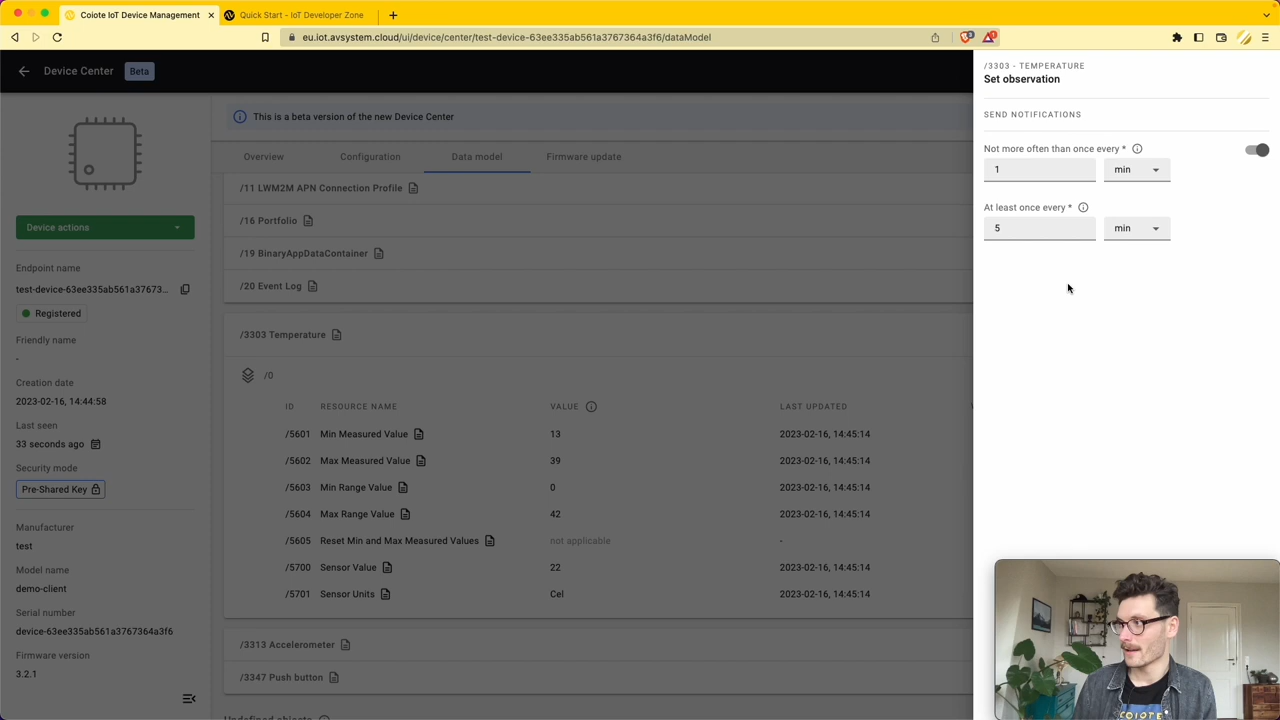 Coiote IoT Device Management
Quick Start – IoT Developer Zone
eu.iot.avsystem.cloud/ui/device/center/test-device-63ee335ab561a3767364a3f6/dataModel
Device Center
Beta
This is a beta version of the new Device Center
Overview
Configuration
Data model
Firmware update
Device actions
Endpoint name
test-device-63ee335ab561a37673...
Registered
Friendly name
-
Creation date
2023-02-16, 14:44:58
Last seen
33 seconds ago
Security mode
Pre-Shared Key
Manufacturer
test
Model name
demo-client
Serial number
device-63ee335ab561a3767364a3f6
Firmware version
3.2.1
/11 LWM2M APN Connection Profile
/16 Portfolio
/19 BinaryAppDataContainer
/20 Event Log
/3303 Temperature
/0
ID RESOURCE NAME VALUE LAST UPDATED
/5601 Min Measured Value 13 2023-02-16, 14:45:14
/5602 Max Measured Value 39 2023-02-16, 14:45:14
/5603 Min Range Value 0 2023-02-16, 14:45:14
/5604 Max Range Value 42 2023-02-16, 14:45:14
/5605 Reset Min and Max Measured Values not applicable -
/5700 Sensor Value 22 2023-02-16, 14:45:14
/5701 Sensor Units Cel 2023-02-16, 14:45:14
/3313 Accelerometer
/3347 Push button
Undefined objects
/3303 - TEMPERATURE
Set observation
SEND NOTIFICATIONS
Not more often than once every *
1 min
At least once every *
5 min
COIOTE